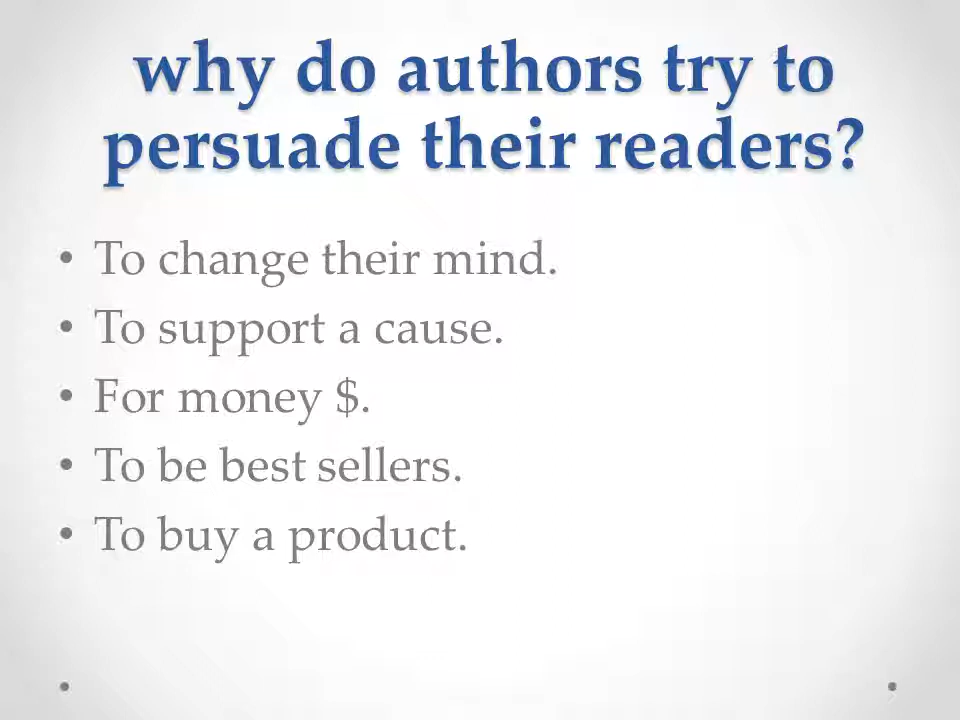 why do authors try to
persuade their readers?
• To change their mind.
• To support a cause.
• For money $.
• To be best sellers.
• To buy a product.